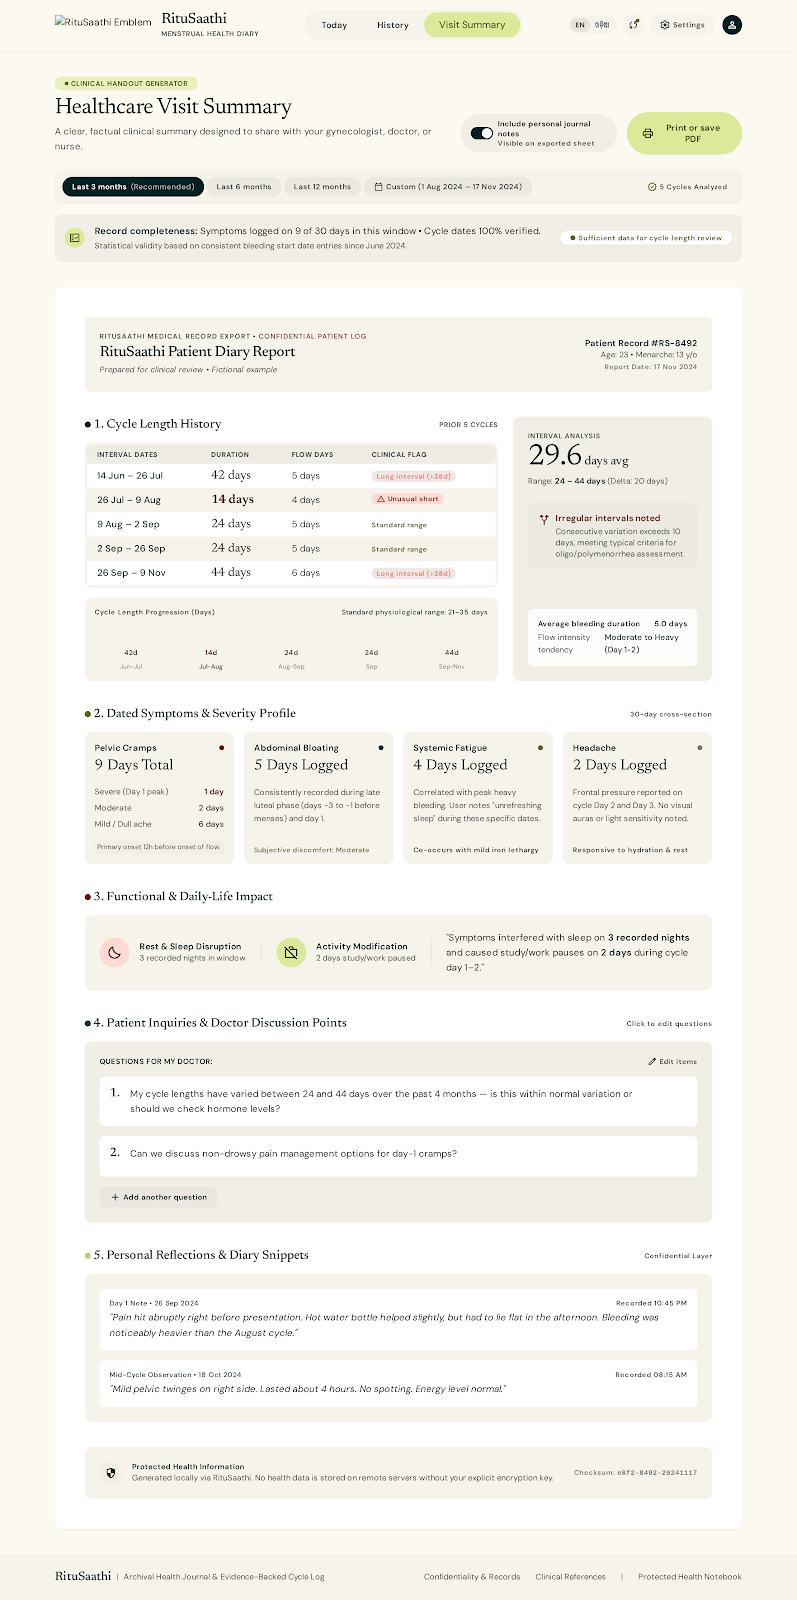 RituSaathi Emblem
RituSaathi
MENSTRUAL HEALTH DIARY
Today
History
Visit Summary
EN
Settings
CLINICAL HANDOUT GENERATOR
Healthcare Visit Summary
A clear, factual clinical summary designed to share with your gynecologist, doctor, or
nurse.
Include personal journal
notes
Visible on exported sheet
Print or save
PDF
Last 3 months (Recommended)
Last 6 months
Last 12 months
Custom (1 Aug 2024 – 17 Nov 2024)
5 Cycles Analyzed
Record completeness: Symptoms logged on 9 of 30 days in this window • Cycle dates 100% verified.
Statistical validity based on consistent bleeding start date entries since June 2024.
Sufficient data for cycle length review
RITUSAATHI MEDICAL RECORD EXPORT • CONFIDENTIAL PATIENT LOG
RituSaathi Patient Diary Report
Prepared for clinical review • Fictional example
Patient Record #RS-8492
Age: 23 • Menarche: 13 y/o
Report Date: 17 Nov 2024
1. Cycle Length History
PRIOR 5 CYCLES
INTERVAL DATES DURATION FLOW DAYS CLINICAL FLAG
14 Jun – 26 Jul 42 days 5 days Long interval (>38d)
26 Jul – 9 Aug 14 days 4 days Unusual short
9 Aug – 2 Sep 24 days 5 days Standard range
2 Sep – 26 Sep 24 days 5 days Standard range
26 Sep – 9 Nov 44 days 6 days Long interval (>38d)
Cycle Length Progression (Days)
Standard physiological range: 21–35 days
42d 14d 24d 24d 44d
Jun-Jul Jul-Aug Aug-Sep Sep Sep-Nov
INTERVAL ANALYSIS
29.6 days avg
Range: 24 – 44 days (Delta: 20 days)
Irregular intervals noted
Consecutive variation exceeds 10
days, meeting typical criteria for
oligo/polymenorrhea assessment.
Average bleeding duration 5.0 days
Flow intensity
tendency
Moderate to Heavy
(Day 1-2)
2. Dated Symptoms & Severity Profile
30-day cross-section
Pelvic Cramps
9 Days Total
Severe (Day 1 peak) 1 day
Moderate 2 days
Mild / Dull ache 6 days
Primary onset 12h before onset of flow.
Abdominal Bloating
5 Days Logged
Consistently recorded during late
luteal phase (days -3 to -1 before
menses) and day 1.
Subjective discomfort: Moderate
Systemic Fatigue
4 Days Logged
Correlated with peak heavy
bleeding. User notes "unrefreshing
sleep" during these specific dates.
Co-occurs with mild iron lethargy
Headache
2 Days Logged
Frontal pressure reported on
cycle Day 2 and Day 3. No visual
auras or light sensitivity noted.
Responsive to hydration & rest
3. Functional & Daily-Life Impact
Rest & Sleep Disruption
3 recorded nights in window
Activity Modification
2 days study/work paused
"Symptoms interfered with sleep on 3 recorded nights
and caused study/work pauses on 2 days during cycle
day 1–2."
4. Patient Inquiries & Doctor Discussion Points
Click to edit questions
QUESTIONS FOR MY DOCTOR:
Edit items
1. My cycle lengths have varied between 24 and 44 days over the past 4 months — is this within normal variation or
should we check hormone levels?
2. Can we discuss non-drowsy pain management options for day-1 cramps?
Add another question
5. Personal Reflections & Diary Snippets
Confidential Layer
Day 1 Note • 26 Sep 2024
Recorded 10:45 PM
"Pain hit abruptly right before presentation. Hot water bottle helped slightly, but had to lie flat in the afternoon. Bleeding was
noticeably heavier than the August cycle."
Mid-Cycle Observation • 18 Oct 2024
Recorded 08:15 AM
"Mild pelvic twinges on right side. Lasted about 4 hours. No spotting. Energy level normal."
Protected Health Information
Generated locally via RituSaathi. No health data is stored on remote servers without your explicit encryption key.
Checksum: e8f2-8492-20241117
RituSaathi | Archival Health Journal & Evidence-Backed Cycle Log
Confidentiality & Records
Clinical References
|
Protected Health Notebook